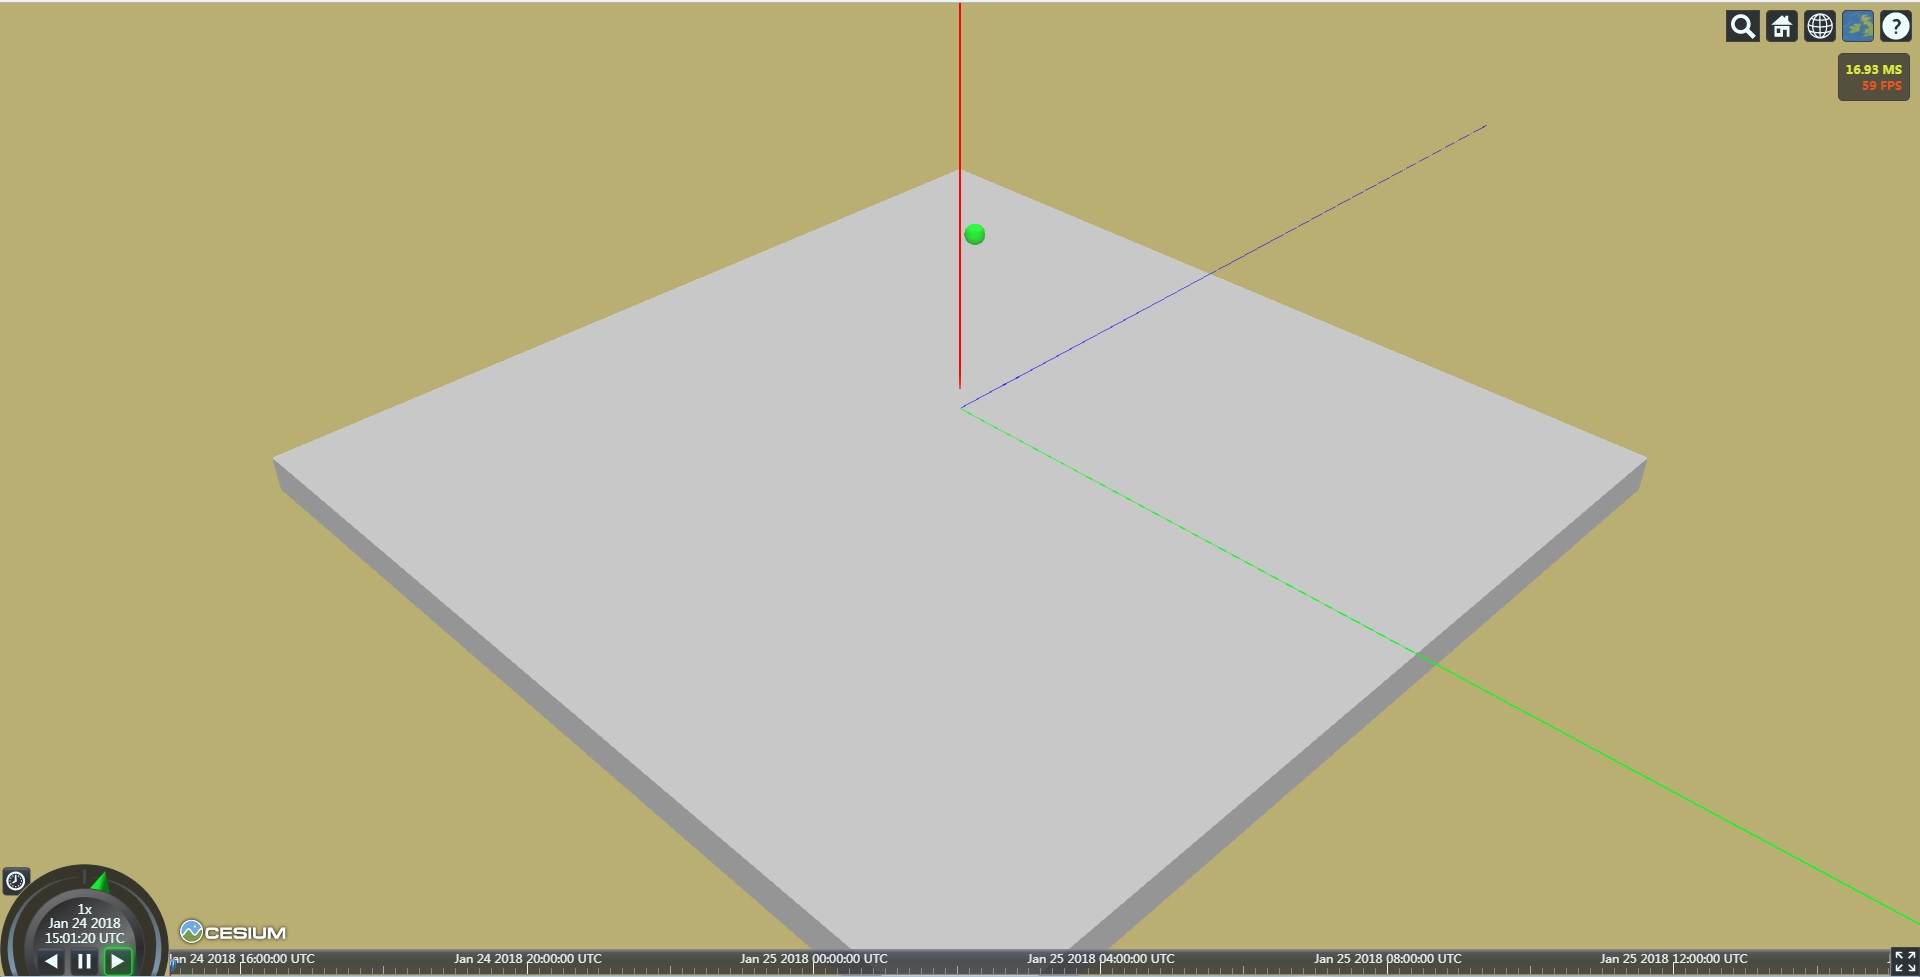 ?
16.93 MS
59 FPS
1x
Jan 24 2018
15:01:20 UTC
CESIUM
an 24 2018 16:00:00 UTC
Jan 24 2018 20:00:00 UTC
Jan 25 2018 00:00:00 UTC
Jan 25 2018 04:00:00 UTC
Jan 25 2018 08:00:00 UTC
Jan 25 2018 12:00:00 UTC